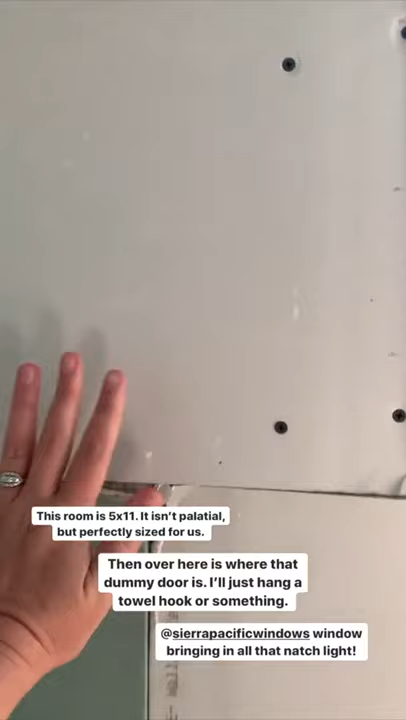 This room is 5x11. It isn't palatial,
but perfectly sized for us.
Then over here is where that
dummy door is. I'll just hang a
towel hook or something.
@sierrapacificwindows window
bringing in all that natch light!